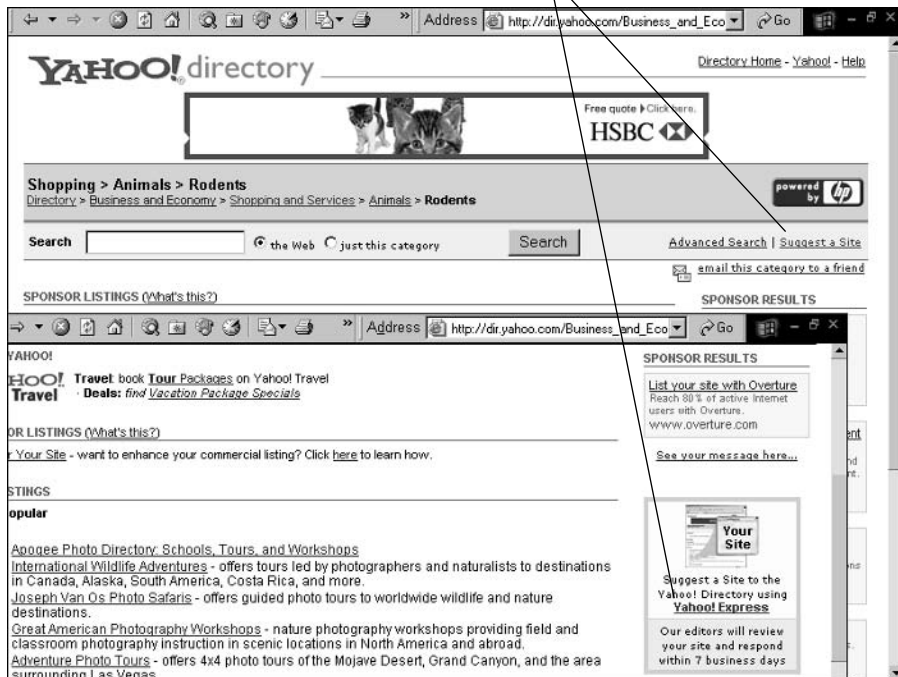 Address http://dir.yahoo.com/Business_and_Eco Go
YAHOO! directory
Directory Home - Yahoo! - Help
Free quote Click here.
HSBC
Shopping > Animals > Rodents
Directory > Business and Economy > Shopping and Services > Animals > Rodents
powered by hp
Search the Web just this category Search
Advanced Search | Suggest a Site
email this category to a friend
SPONSOR LISTINGS (What's this?)
SPONSOR RESULTS
Address http://dir.yahoo.com/Business_and_Eco Go
YAHOO!
HOO! Travel: book Tour Packages on Yahoo! Travel
Travel · Deals: find Vacation Package Specials
OR LISTINGS (What's this?)
r Your Site - want to enhance your commercial listing? Click here to learn how.
STINGS
opular
Apogee Photo Directory: Schools, Tours, and Workshops
International Wildlife Adventures - offers tours led by photographers and naturalists to destinations
in Canada, Alaska, South America, Costa Rica, and more.
Joseph Van Os Photo Safaris - offers guided photo tours to worldwide wildlife and nature
destinations.
Great American Photography Workshops - nature photography workshops providing field and
classroom photography instruction in scenic locations in North America and abroad.
Adventure Photo Tours - offers 4x4 photo tours of the Mojave Desert, Grand Canyon, and the area
surrounding Las Vegas.
SPONSOR RESULTS
List your site with Overture
Reach 80% of active Internet
users with Overture.
www.overture.com
See your message here...
Your
Site
Suggest a Site to the
Yahoo! Directory using
Yahoo! Express
Our editors will review
your site and respond
within 7 business days
ent
nd
nt.
ons